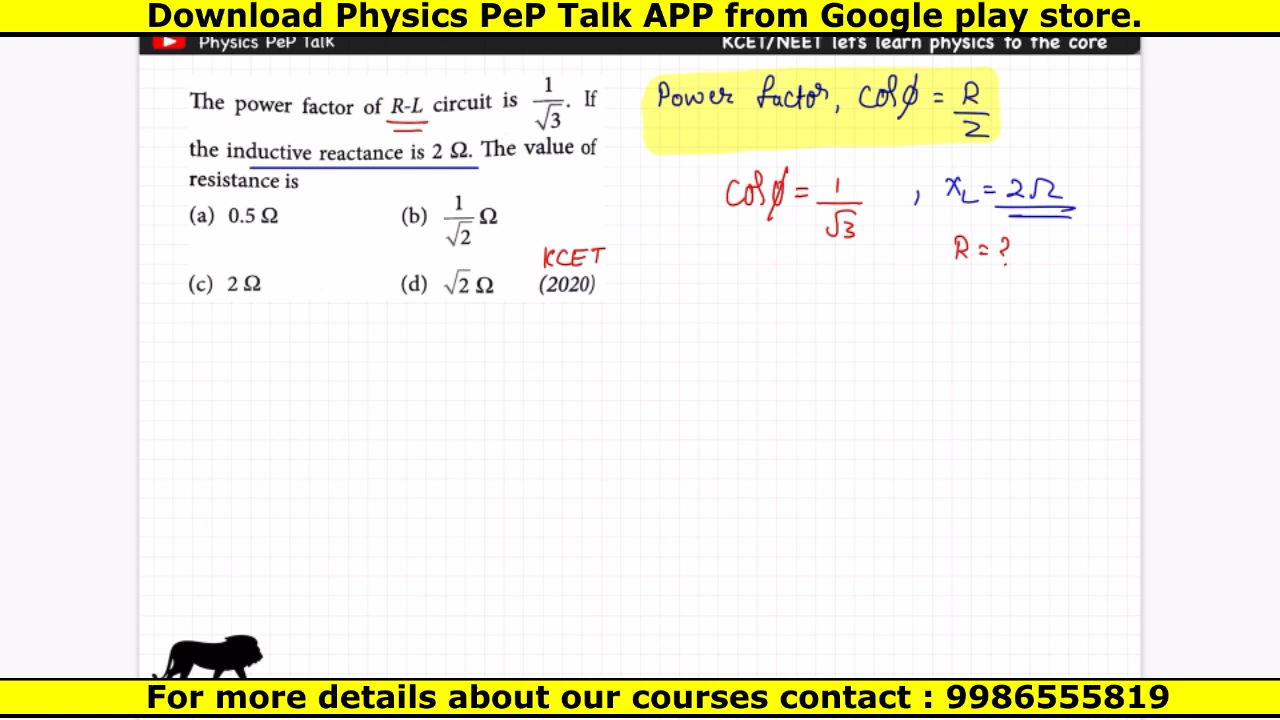 Download Physics PeP Talk APP from Google play store.
Physics PeP Talk
KCET/NEET let's learn physics to the core
The power factor of R-L circuit is 1/√3. If
the inductive reactance is 2 Ω. The value of
resistance is
(a) 0.5 Ω (b) 1/√2 Ω
KCET
(c) 2 Ω (d) √2 Ω (2020)
Power factor, cosϕ = R/Z
cosϕ = 1/√3 , X_L = 2Ω
R = ?
For more details about our courses contact : 9986555819